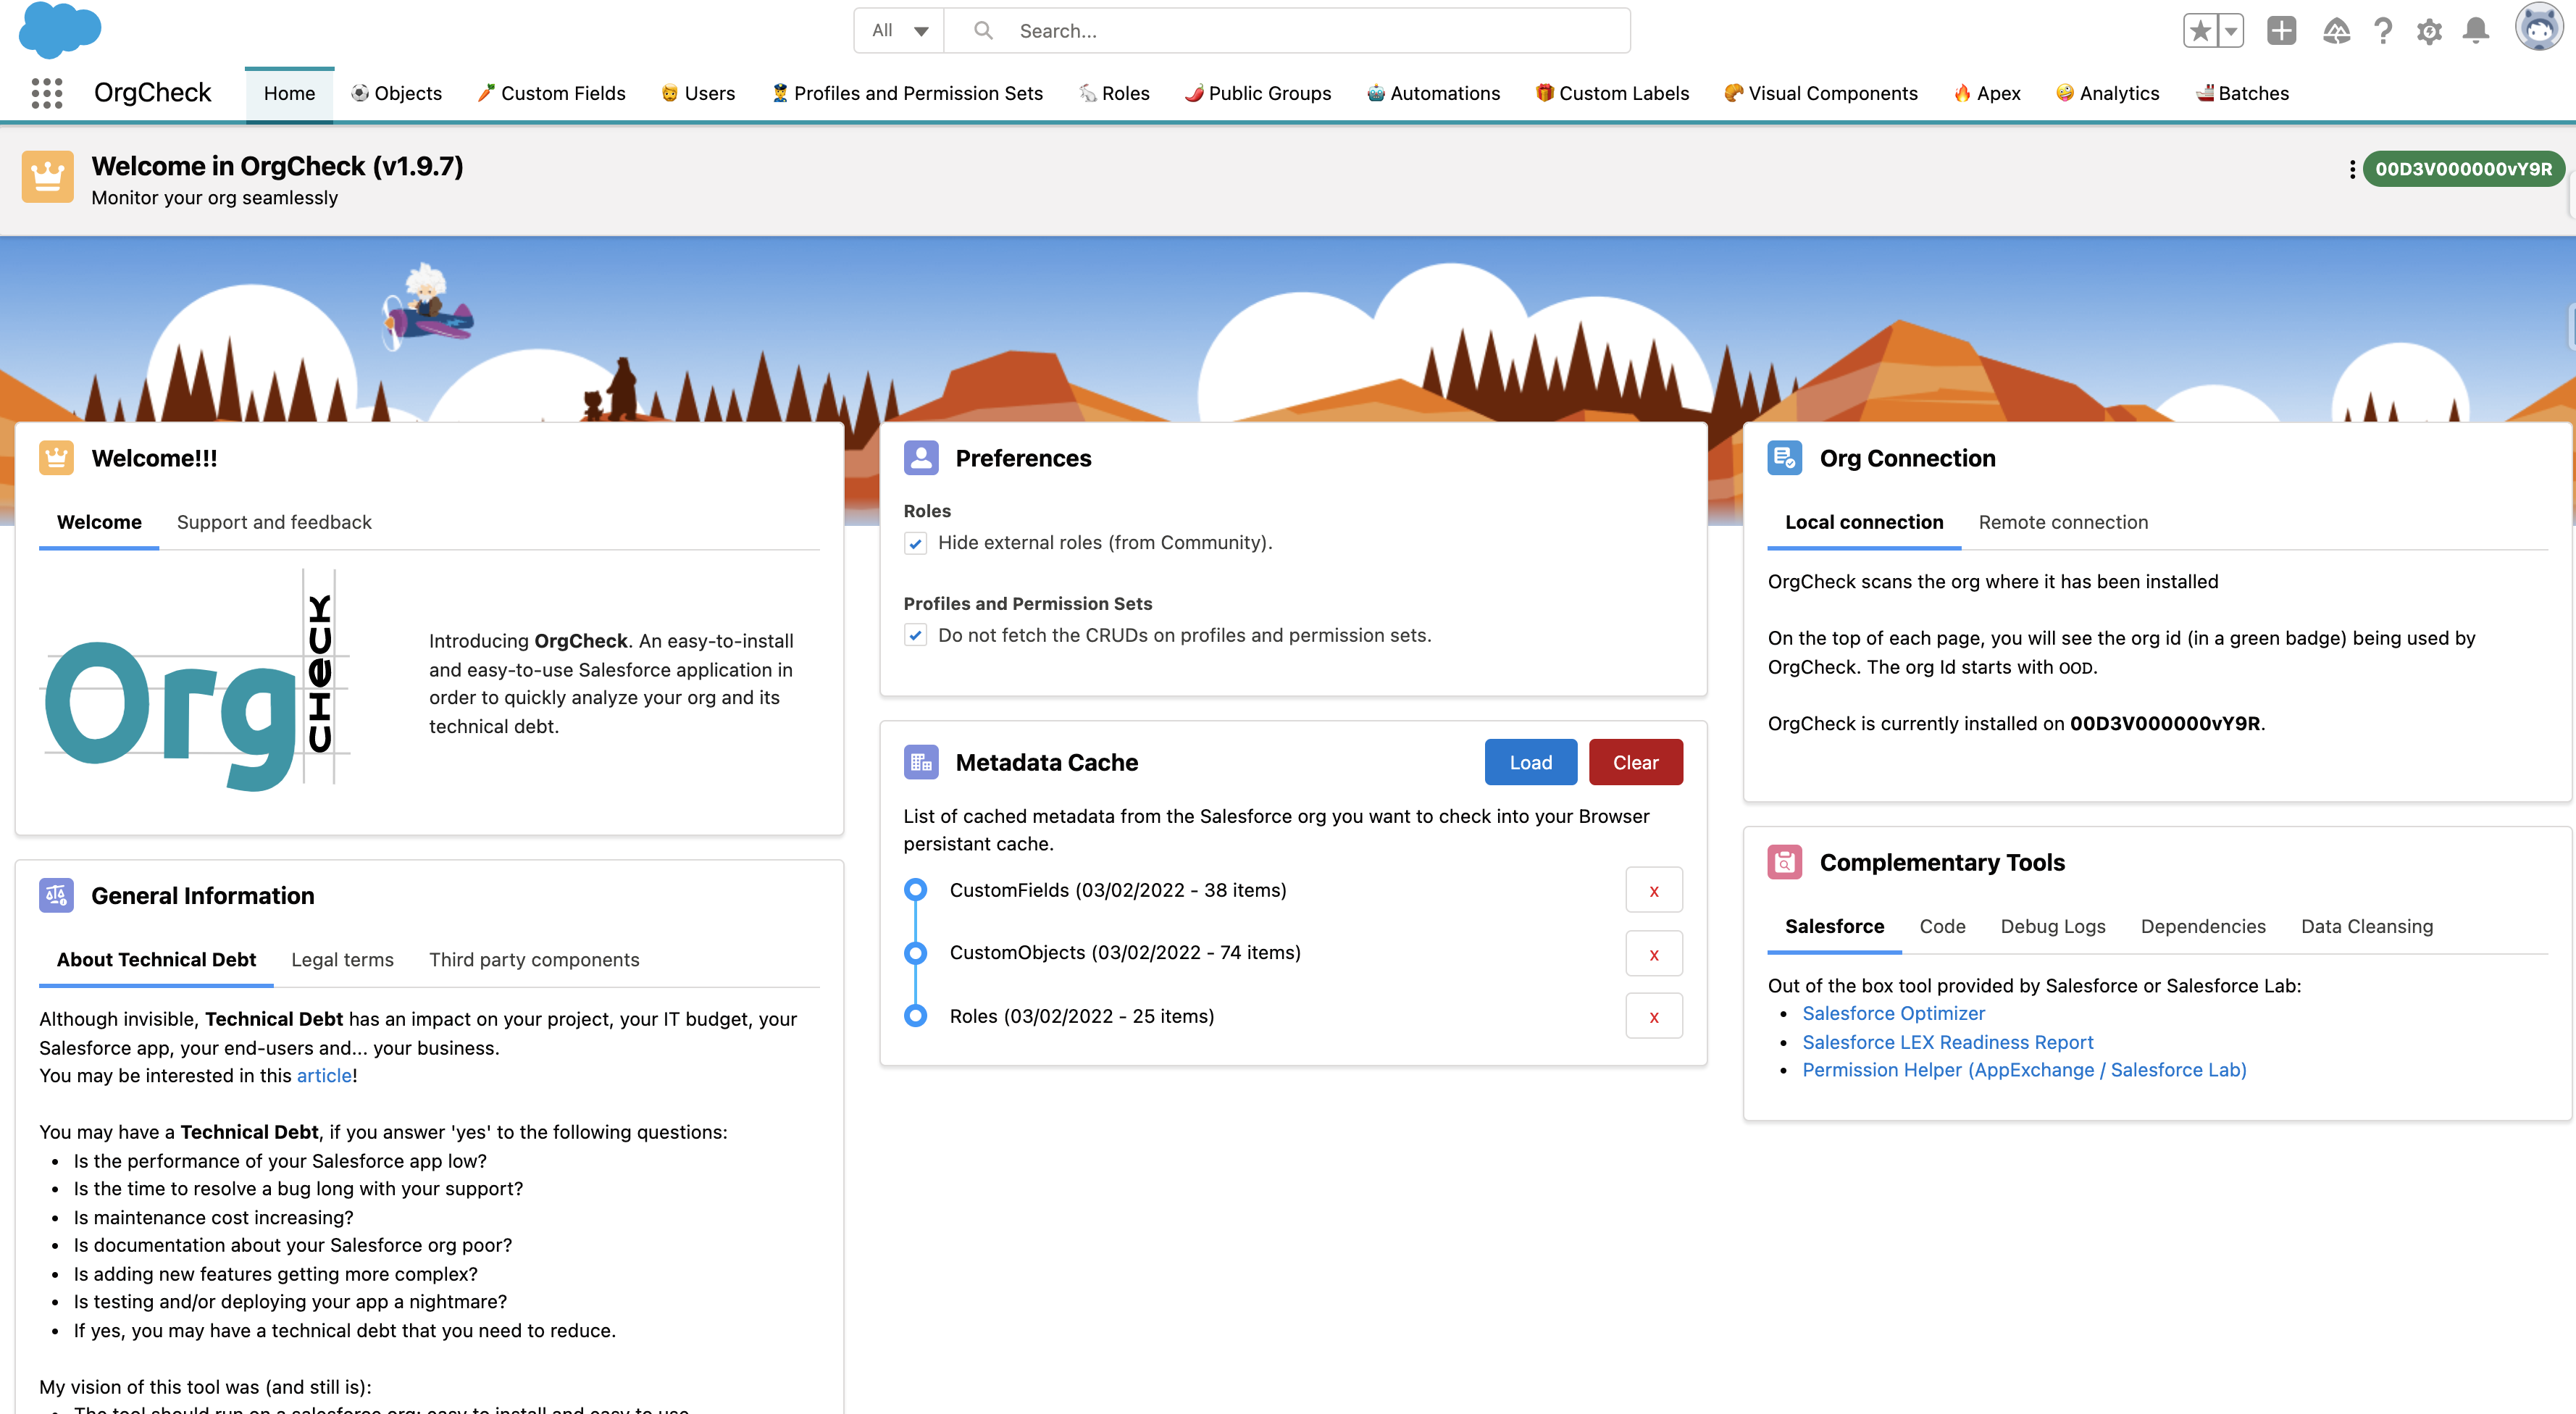 All
Search...
OrgCheck
Home
Objects
Custom Fields
Users
Profiles and Permission Sets
Roles
Public Groups
Automations
Custom Labels
Visual Components
Apex
Analytics
Batches
Welcome in OrgCheck (v1.9.7)
Monitor your org seamlessly
00D3V000000vY9R
Welcome!!!
Welcome
Support and feedback
Org CHeCK
Introducing OrgCheck. An easy-to-install
and easy-to-use Salesforce application in
order to quickly analyze your org and its
technical debt.
General Information
About Technical Debt
Legal terms
Third party components
Although invisible, Technical Debt has an impact on your project, your IT budget, your
Salesforce app, your end-users and... your business.
You may be interested in this article!
You may have a Technical Debt, if you answer 'yes' to the following questions:
• Is the performance of your Salesforce app low?
• Is the time to resolve a bug long with your support?
• Is maintenance cost increasing?
• Is documentation about your Salesforce org poor?
• Is adding new features getting more complex?
• Is testing and/or deploying your app a nightmare?
• If yes, you may have a technical debt that you need to reduce.
My vision of this tool was (and still is):
• The tool should run on a salesforce org: easy to install and easy to use
Preferences
Roles
Hide external roles (from Community).
Profiles and Permission Sets
Do not fetch the CRUDs on profiles and permission sets.
Metadata Cache
Load
Clear
List of cached metadata from the Salesforce org you want to check into your Browser
persistant cache.
CustomFields (03/02/2022 - 38 items)
x
CustomObjects (03/02/2022 - 74 items)
x
Roles (03/02/2022 - 25 items)
x
Org Connection
Local connection
Remote connection
OrgCheck scans the org where it has been installed
On the top of each page, you will see the org id (in a green badge) being used by
OrgCheck. The org Id starts with OOD.
OrgCheck is currently installed on 00D3V000000vY9R.
Complementary Tools
Salesforce
Code
Debug Logs
Dependencies
Data Cleansing
Out of the box tool provided by Salesforce or Salesforce Lab:
• Salesforce Optimizer
• Salesforce LEX Readiness Report
• Permission Helper (AppExchange / Salesforce Lab)